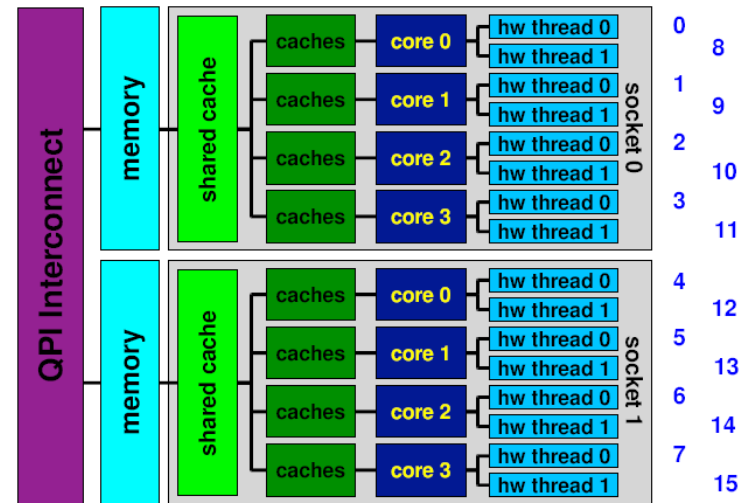 QPI Interconnect
memory
shared cache
caches
core 0
hw thread 0
0
hw thread 1
8
caches
core 1
hw thread 0
1
hw thread 1
9
caches
core 2
hw thread 0
2
hw thread 1
10
caches
core 3
hw thread 0
3
hw thread 1
11
socket 0
memory
shared cache
caches
core 0
hw thread 0
4
hw thread 1
12
caches
core 1
hw thread 0
5
hw thread 1
13
caches
core 2
hw thread 0
6
hw thread 1
14
caches
core 3
hw thread 0
7
hw thread 1
15
socket 1